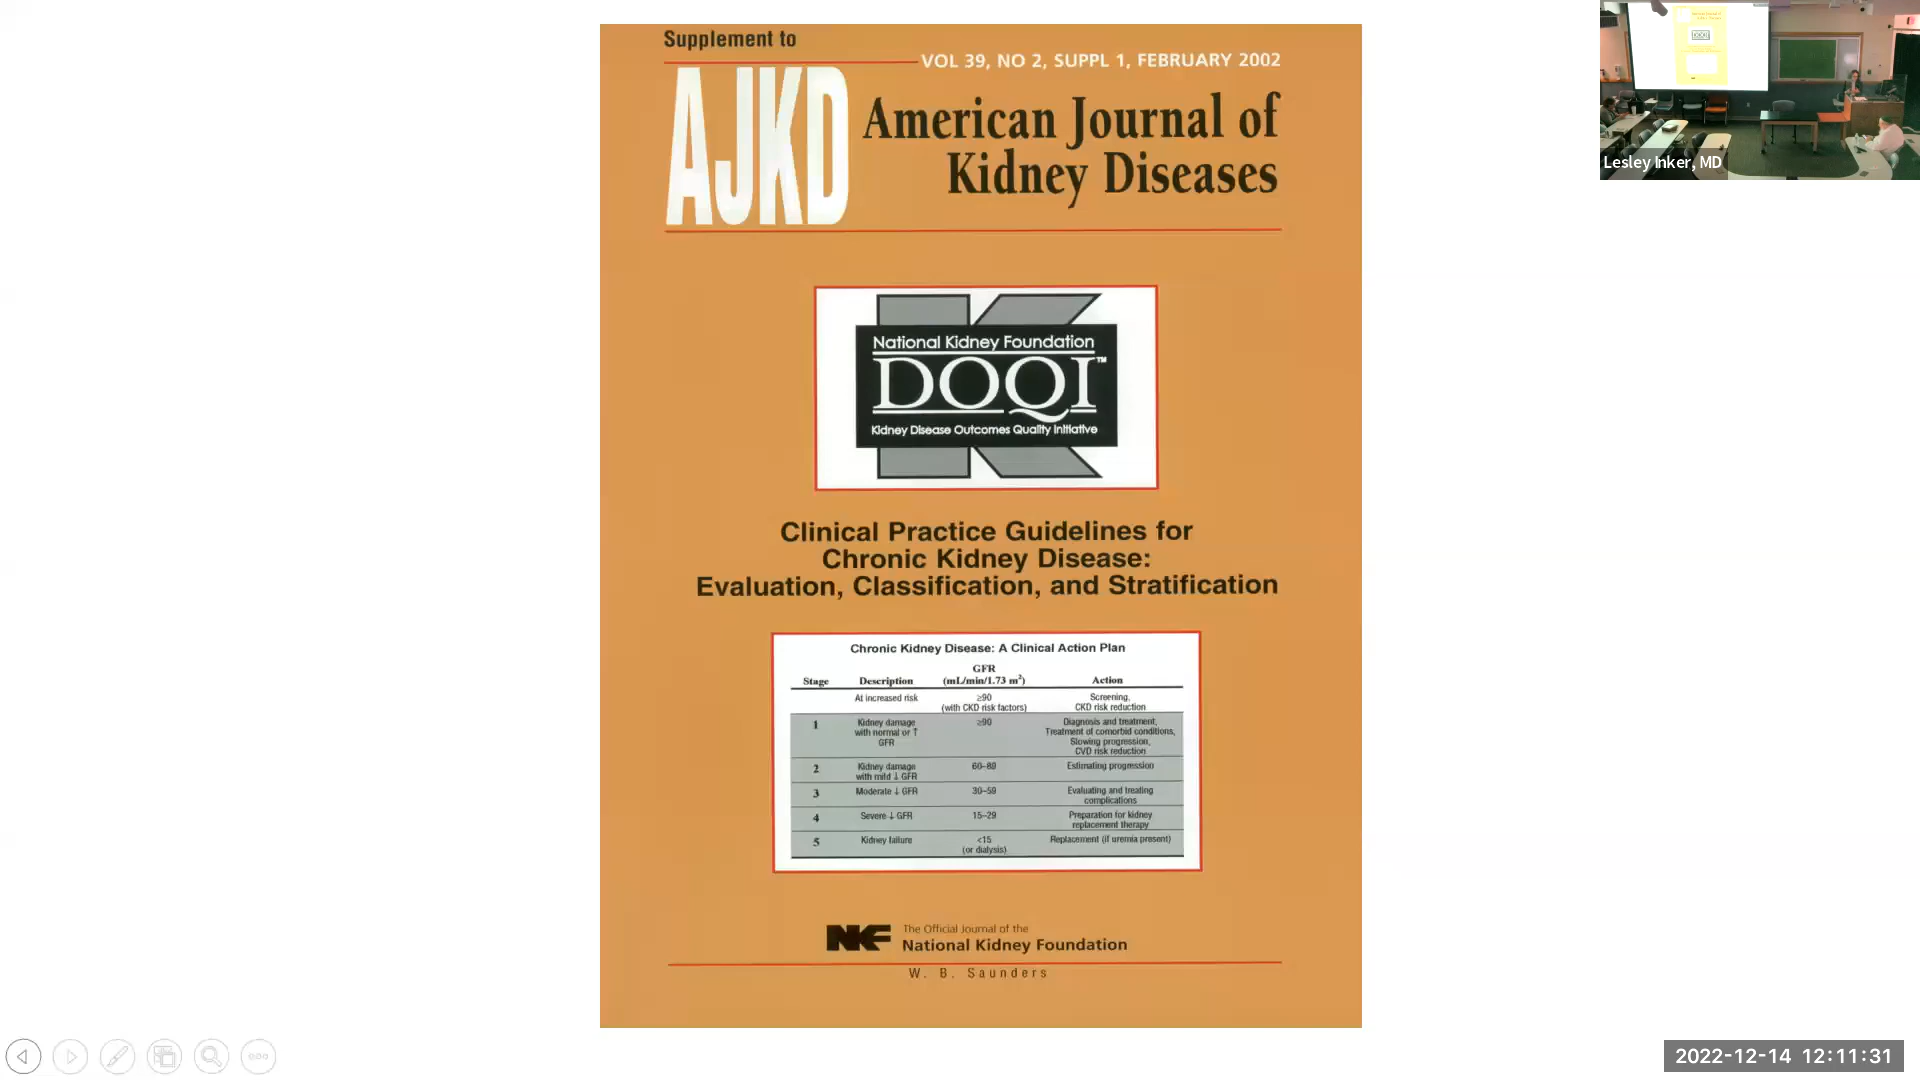 Supplement to
VOL 39, NO 2, SUPPL 1, FEBRUARY 2002
AJKD
American Journal of
Kidney Diseases
National Kidney Foundation
DOQI™
Kidney Disease Outcomes Quality Initiative
Clinical Practice Guidelines for
Chronic Kidney Disease:
Evaluation, Classification, and Stratification
Chronic Kidney Disease: A Clinical Action Plan
GFR
Stage Description (mL/min/1.73 m²) Action
At increased risk ≥90 Screening,
(with CKD risk factors) CKD risk reduction
1 Kidney damage ≥90 Diagnosis and treatment,
with normal or ↑ Treatment of comorbid conditions,
GFR Slowing progression,
CVD risk reduction
2 Kidney damage 60–89 Estimating progression
with mild ↓ GFR
3 Moderate ↓ GFR 30–59 Evaluating and treating
complications
4 Severe ↓ GFR 15–29 Preparation for kidney
replacement therapy
5 Kidney failure <15 Replacement (if uremia present)
(or dialysis)
NKF
The Official Journal of the
National Kidney Foundation
W. B. Saunders
Lesley Inker, MD
2022-12-14 12:11:31